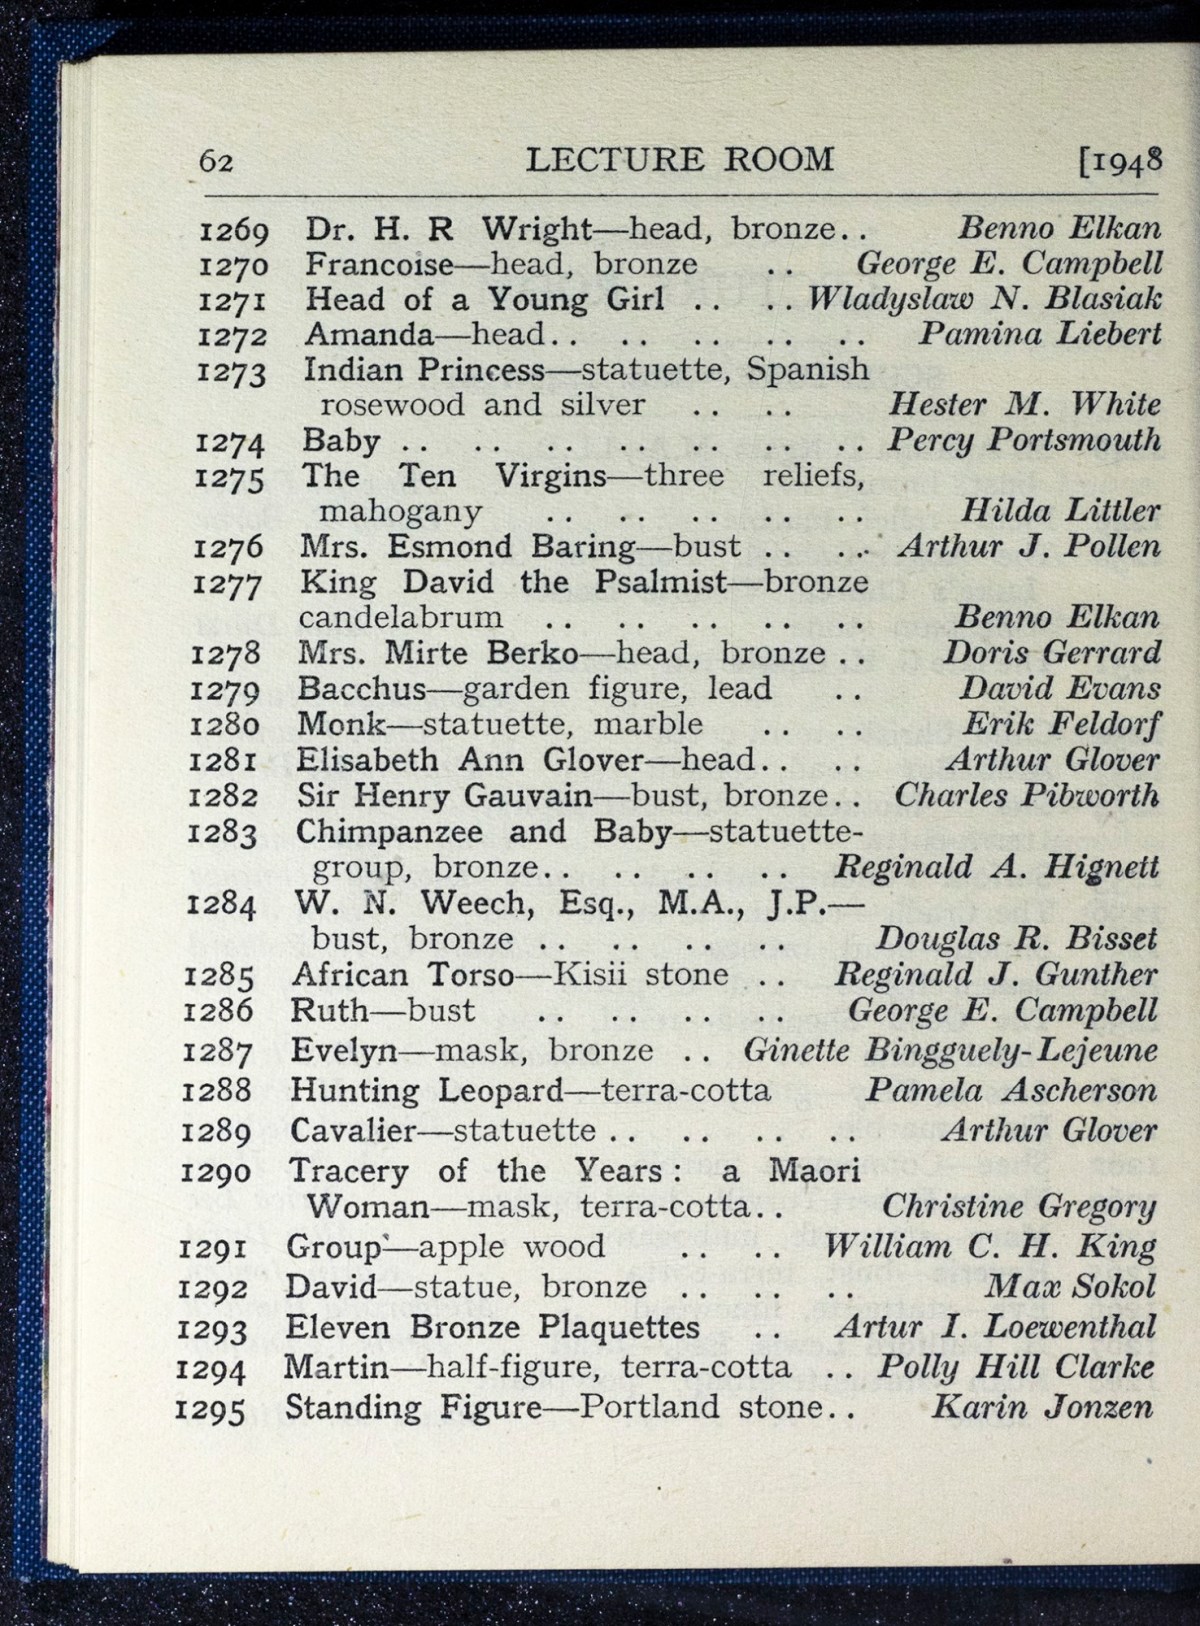 62 LECTURE ROOM [1948
1269 Dr. H. R Wright—head, bronze.. Benno Elkan
1270 Francoise—head, bronze .. George E. Campbell
1271 Head of a Young Girl .. .. Wladyslaw N. Blasiak
1272 Amanda—head.. .. .. .. .. Pamina Liebert
1273 Indian Princess—statuette, Spanish
rosewood and silver .. .. Hester M. White
1274 Baby .. .. .. .. .. .. .. Percy Portsmouth
1275 The Ten Virgins—three reliefs,
mahogany .. .. .. .. .. Hilda Littler
1276 Mrs. Esmond Baring—bust .. .. Arthur J. Pollen
1277 King David the Psalmist—bronze
candelabrum .. .. .. .. .. Benno Elkan
1278 Mrs. Mirte Berko—head, bronze .. Doris Gerrard
1279 Bacchus—garden figure, lead .. David Evans
1280 Monk—statuette, marble .. .. Erik Feldorf
1281 Elisabeth Ann Glover—head.. .. Arthur Glover
1282 Sir Henry Gauvain—bust, bronze.. Charles Pibworth
1283 Chimpanzee and Baby—statuette-
group, bronze.. .. .. .. Reginald A. Hignett
1284 W. N. Weech, Esq., M.A., J.P.—
bust, bronze .. .. .. .. Douglas R. Bisset
1285 African Torso—Kisii stone .. Reginald J. Gunther
1286 Ruth—bust .. .. .. .. George E. Campbell
1287 Evelyn—mask, bronze .. Ginette Bingguely-Lejeune
1288 Hunting Leopard—terra-cotta Pamela Ascherson
1289 Cavalier—statuette .. .. .. .. Arthur Glover
1290 Tracery of the Years: a Maori
Woman—mask, terra-cotta.. Christine Gregory
1291 Group—apple wood .. .. William C. H. King
1292 David—statue, bronze .. .. .. Max Sokol
1293 Eleven Bronze Plaquettes .. Artur I. Loewenthal
1294 Martin—half-figure, terra-cotta .. Polly Hill Clarke
1295 Standing Figure—Portland stone.. Karin Jonzen